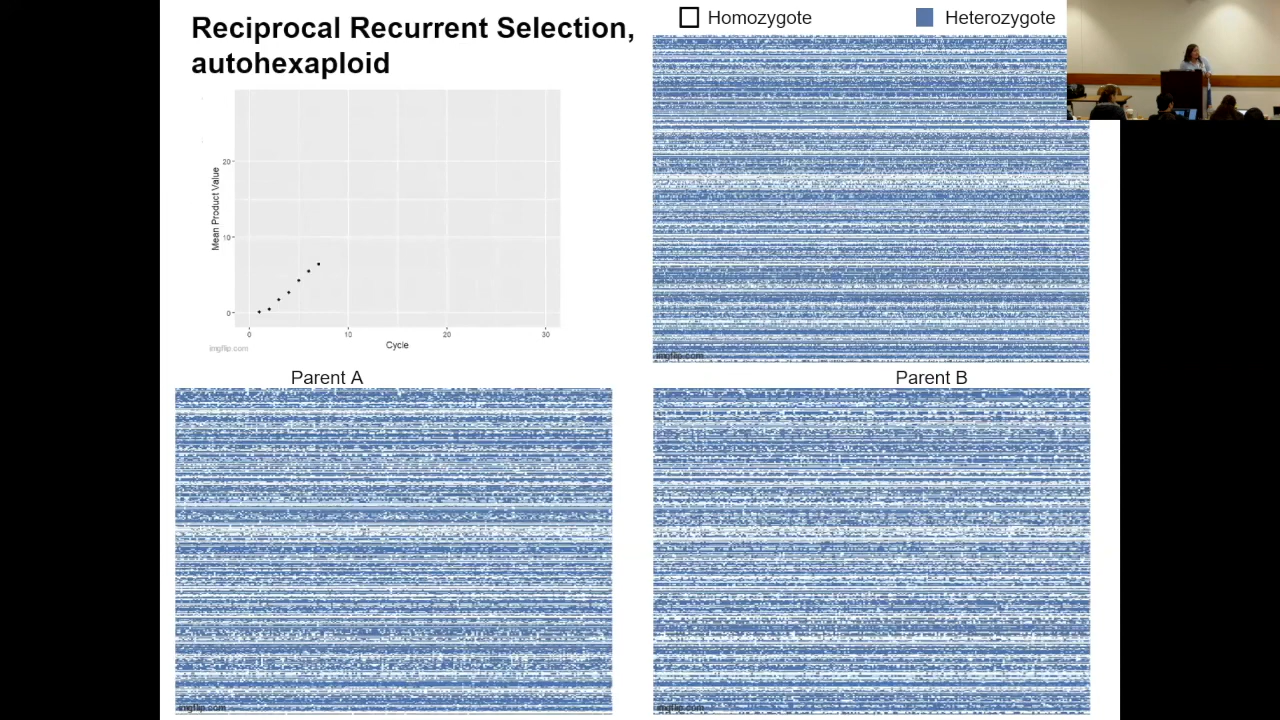 Reciprocal Recurrent Selection,
autohexaploid
Homozygote
Heterozygote
Mean Product Value
20
10
0
0
10
20
30
Cycle
imgflip.com
imgflip.com
Parent A
Parent B
imgflip.com
imgflip.com